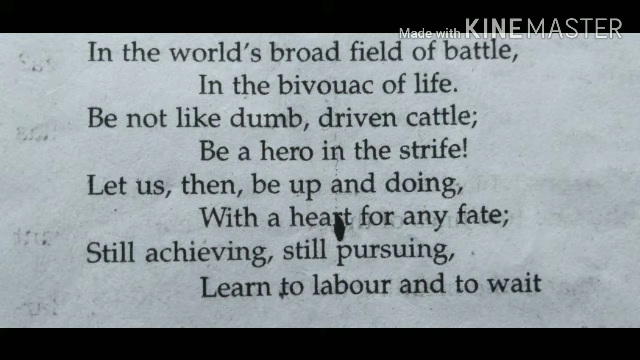 Made with KINEMASTER
In the world's broad field of battle,
In the bivouac of life.
Be not like dumb, driven cattle;
Be a hero in the strife!
Let us, then, be up and doing,
With a heart for any fate;
Still achieving, still pursuing,
Learn to labour and to wait